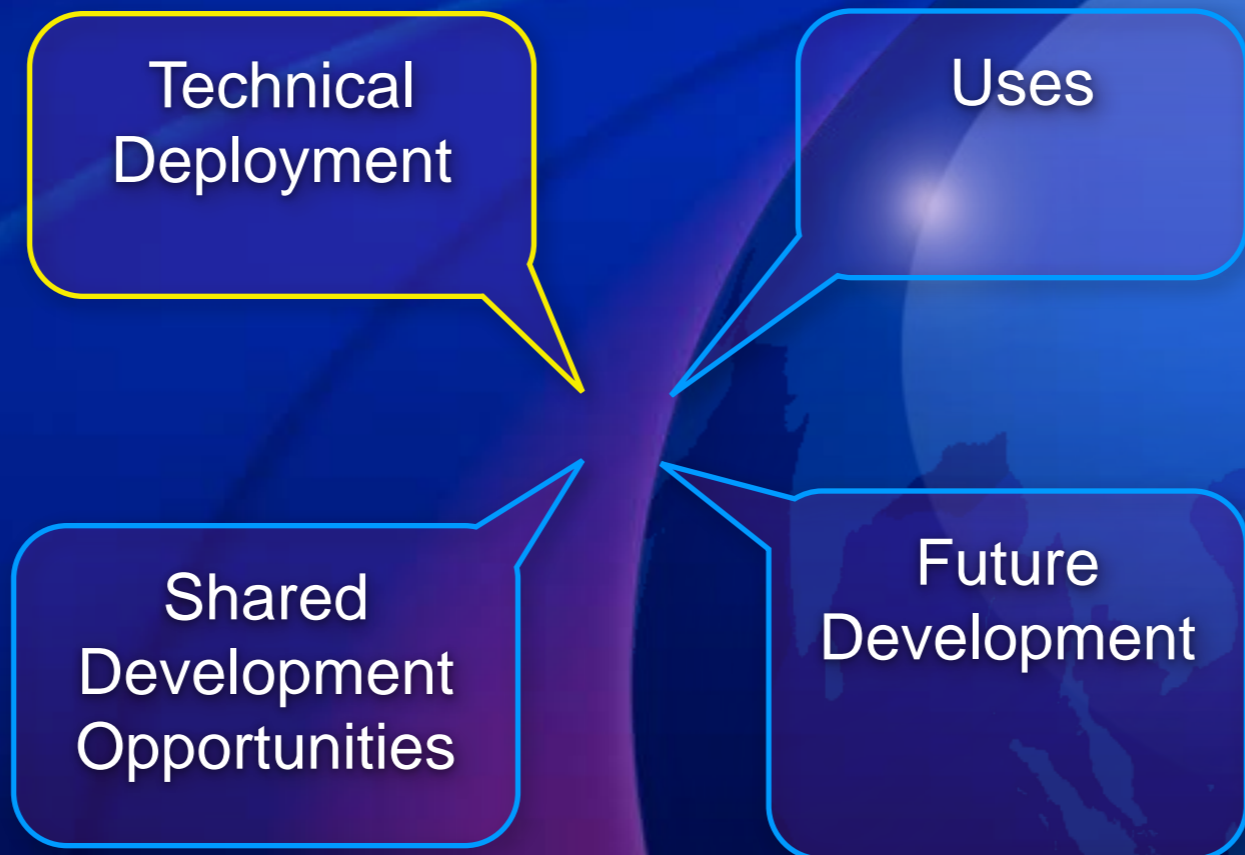 Technical
Deployment
Uses
Shared
Development
Opportunities
Future
Development